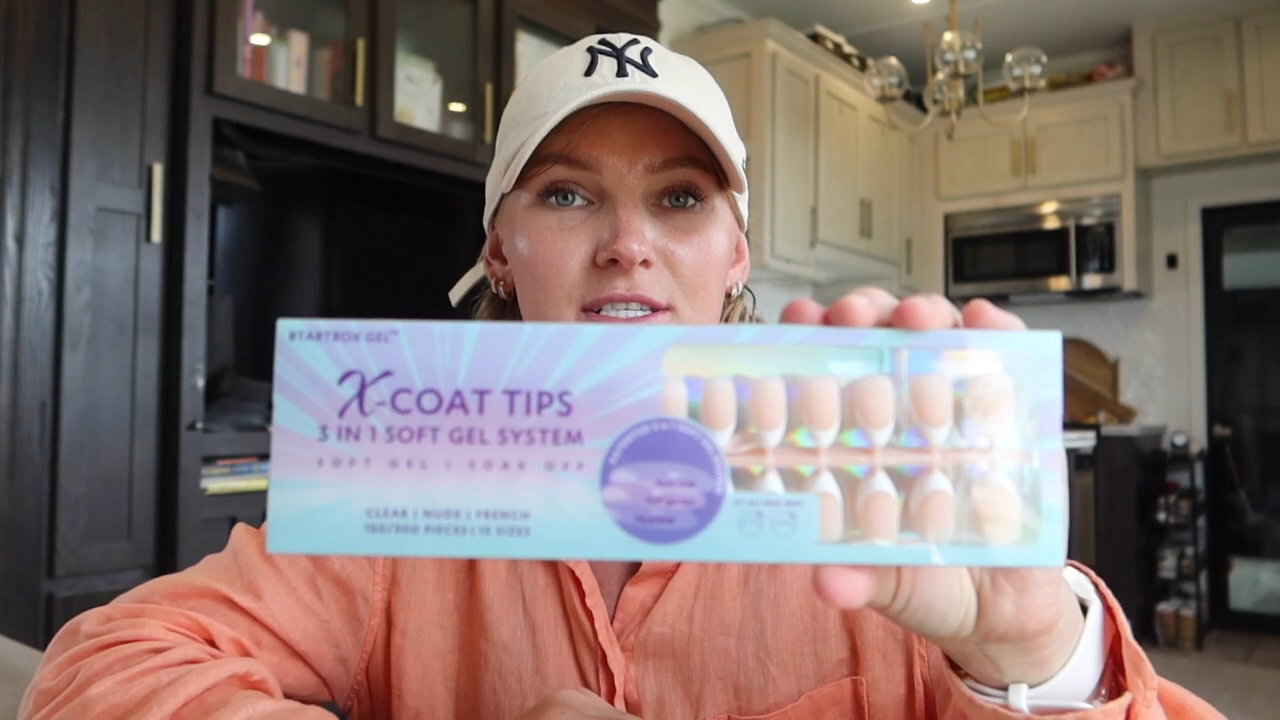 NY
BTARTBOX GEL™
X-COAT TIPS
3 IN 1 SOFT GEL SYSTEM
SOFT GEL | SOAK OFF
CLEAR | NUDE | FRENCH
150/300 PIECES | 15 SIZES